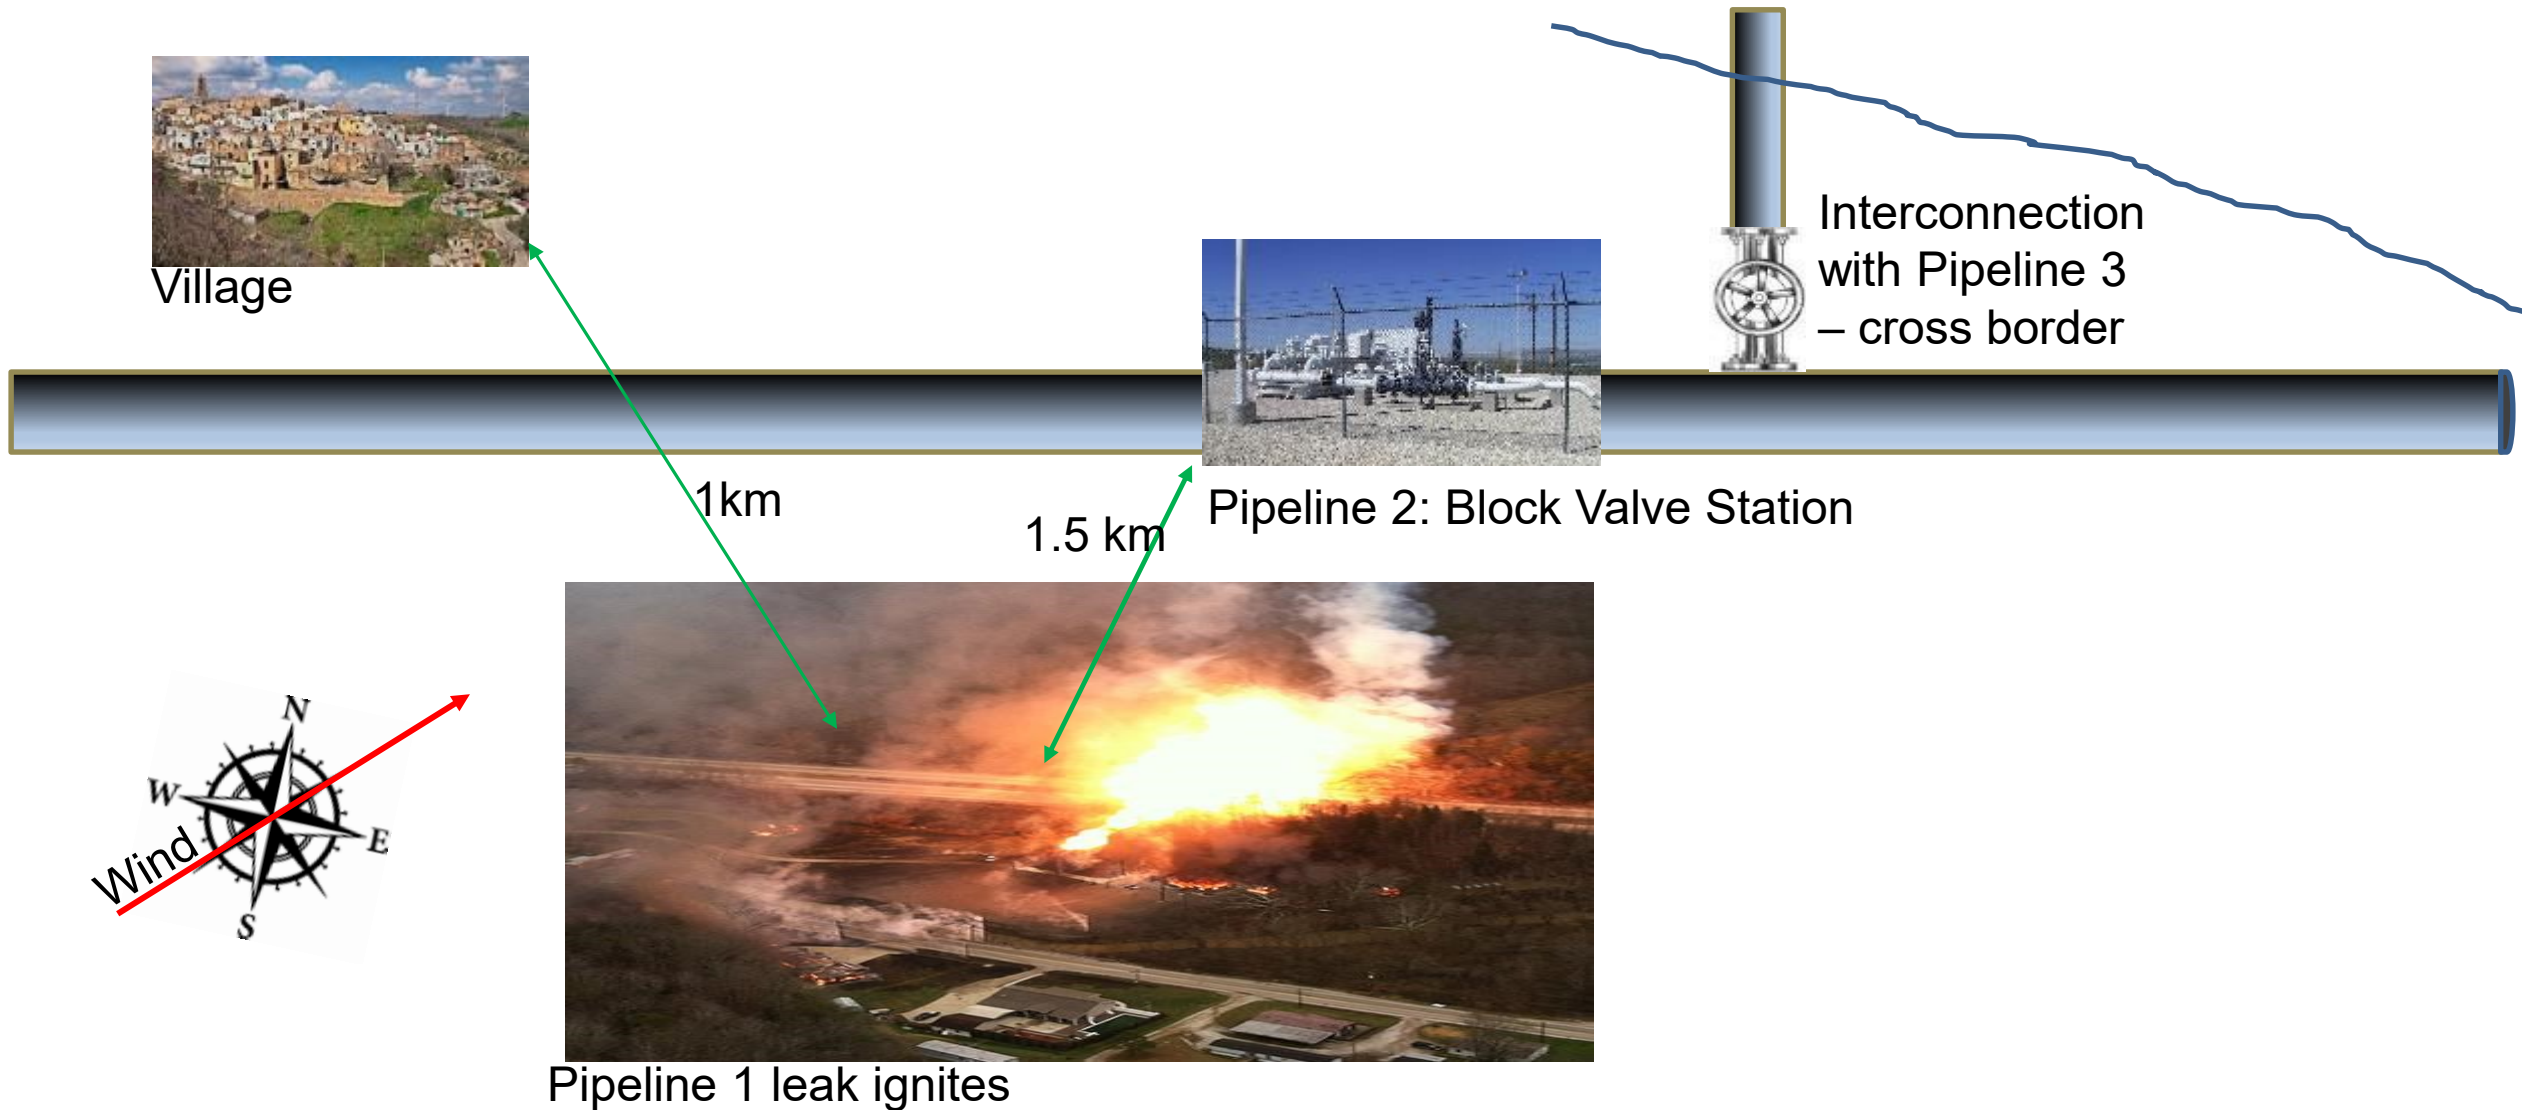 Village
Interconnection
with Pipeline 3
– cross border
1km
1.5 km
Pipeline 2: Block Valve Station
N
W
E
S
Wind
Pipeline 1 leak ignites